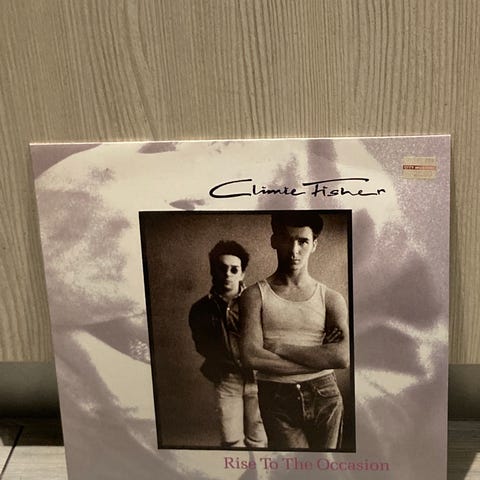 Climie Fisher
Rise To The Occasion